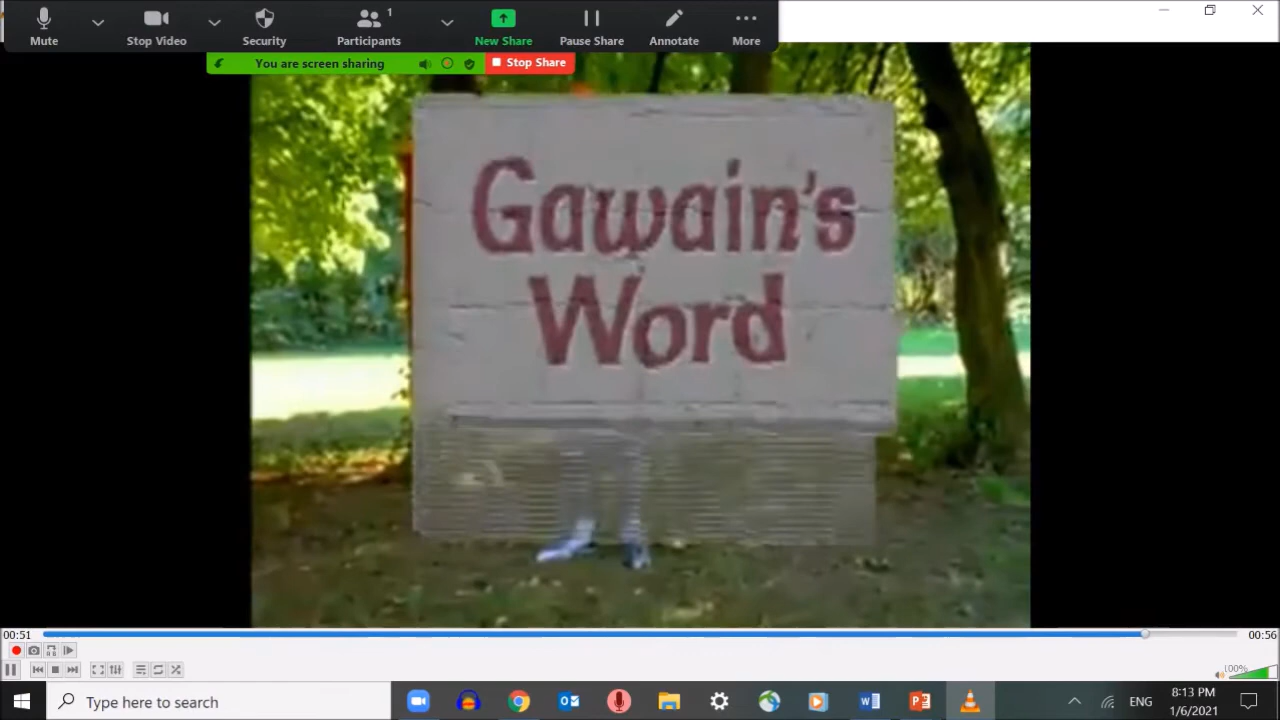 1
Mute
Stop Video
Security
Participants
New Share
Pause Share
Annotate
More
You are screen sharing
Stop Share
Gawain's
Word
00:51
00:56
100%
Type here to search
ENG
8:13 PM
1/6/2021